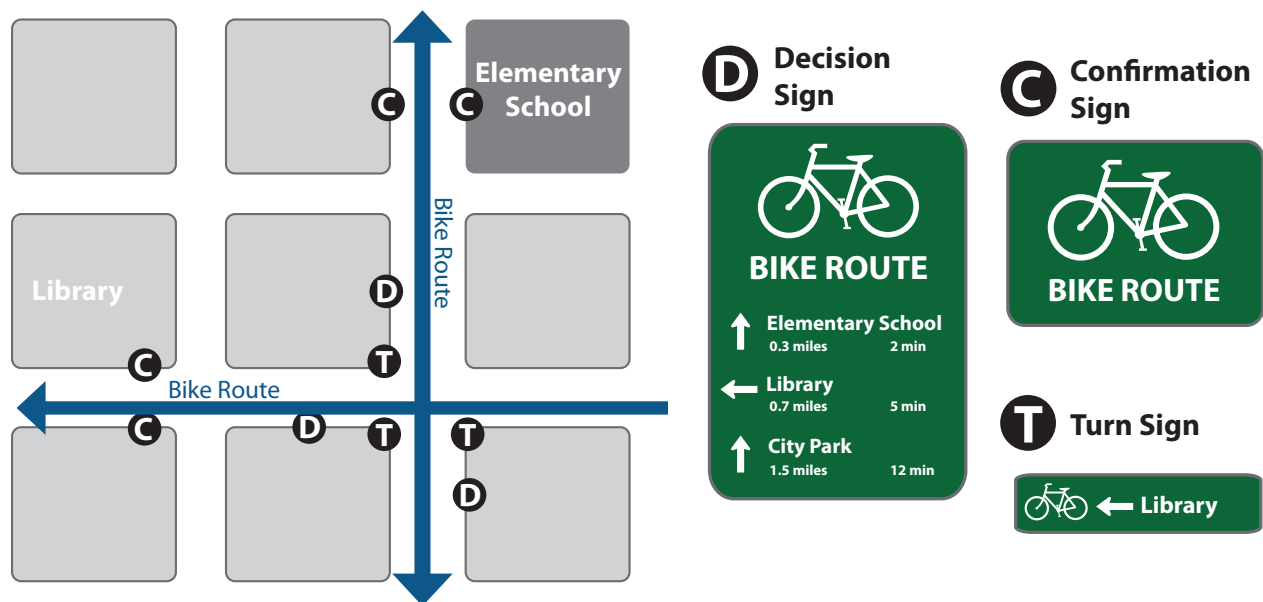 Elementary
School
C
C
Bike Route
Library
D
T
C
Bike Route
C
D
T
T
D
D
Decision
Sign
BIKE ROUTE
Elementary School
0.3 miles 2 min
Library
0.7 miles 5 min
City Park
1.5 miles 12 min
C
Confirmation
Sign
BIKE ROUTE
T
Turn Sign
Library